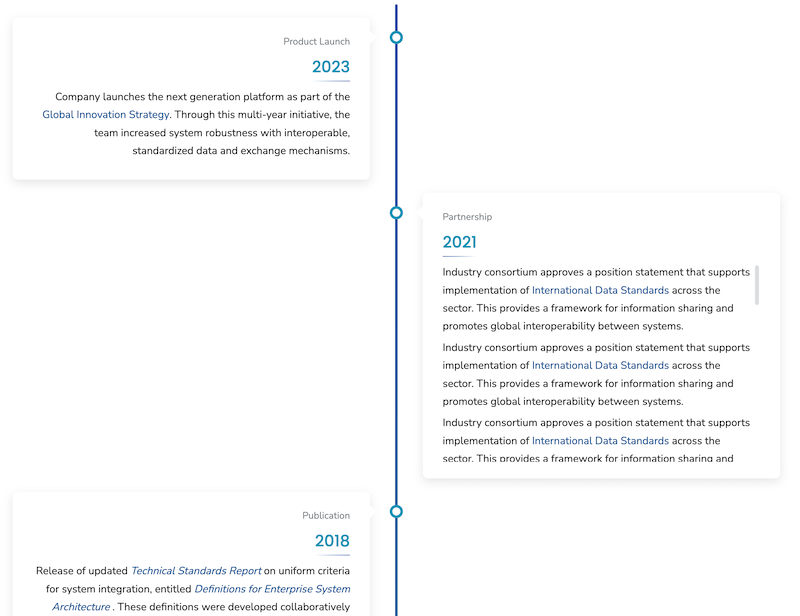 Product Launch
2023
Company launches the next generation platform as part of the
Global Innovation Strategy. Through this multi-year initiative, the
team increased system robustness with interoperable,
standardized data and exchange mechanisms.
Partnership
2021
Industry consortium approves a position statement that supports
implementation of International Data Standards across the
sector. This provides a framework for information sharing and
promotes global interoperability between systems.
Industry consortium approves a position statement that supports
implementation of International Data Standards across the
sector. This provides a framework for information sharing and
promotes global interoperability between systems.
Industry consortium approves a position statement that supports
implementation of International Data Standards across the
sector. This provides a framework for information sharing and
Publication
2018
Release of updated Technical Standards Report on uniform criteria
for system integration, entitled Definitions for Enterprise System
Architecture . These definitions were developed collaboratively